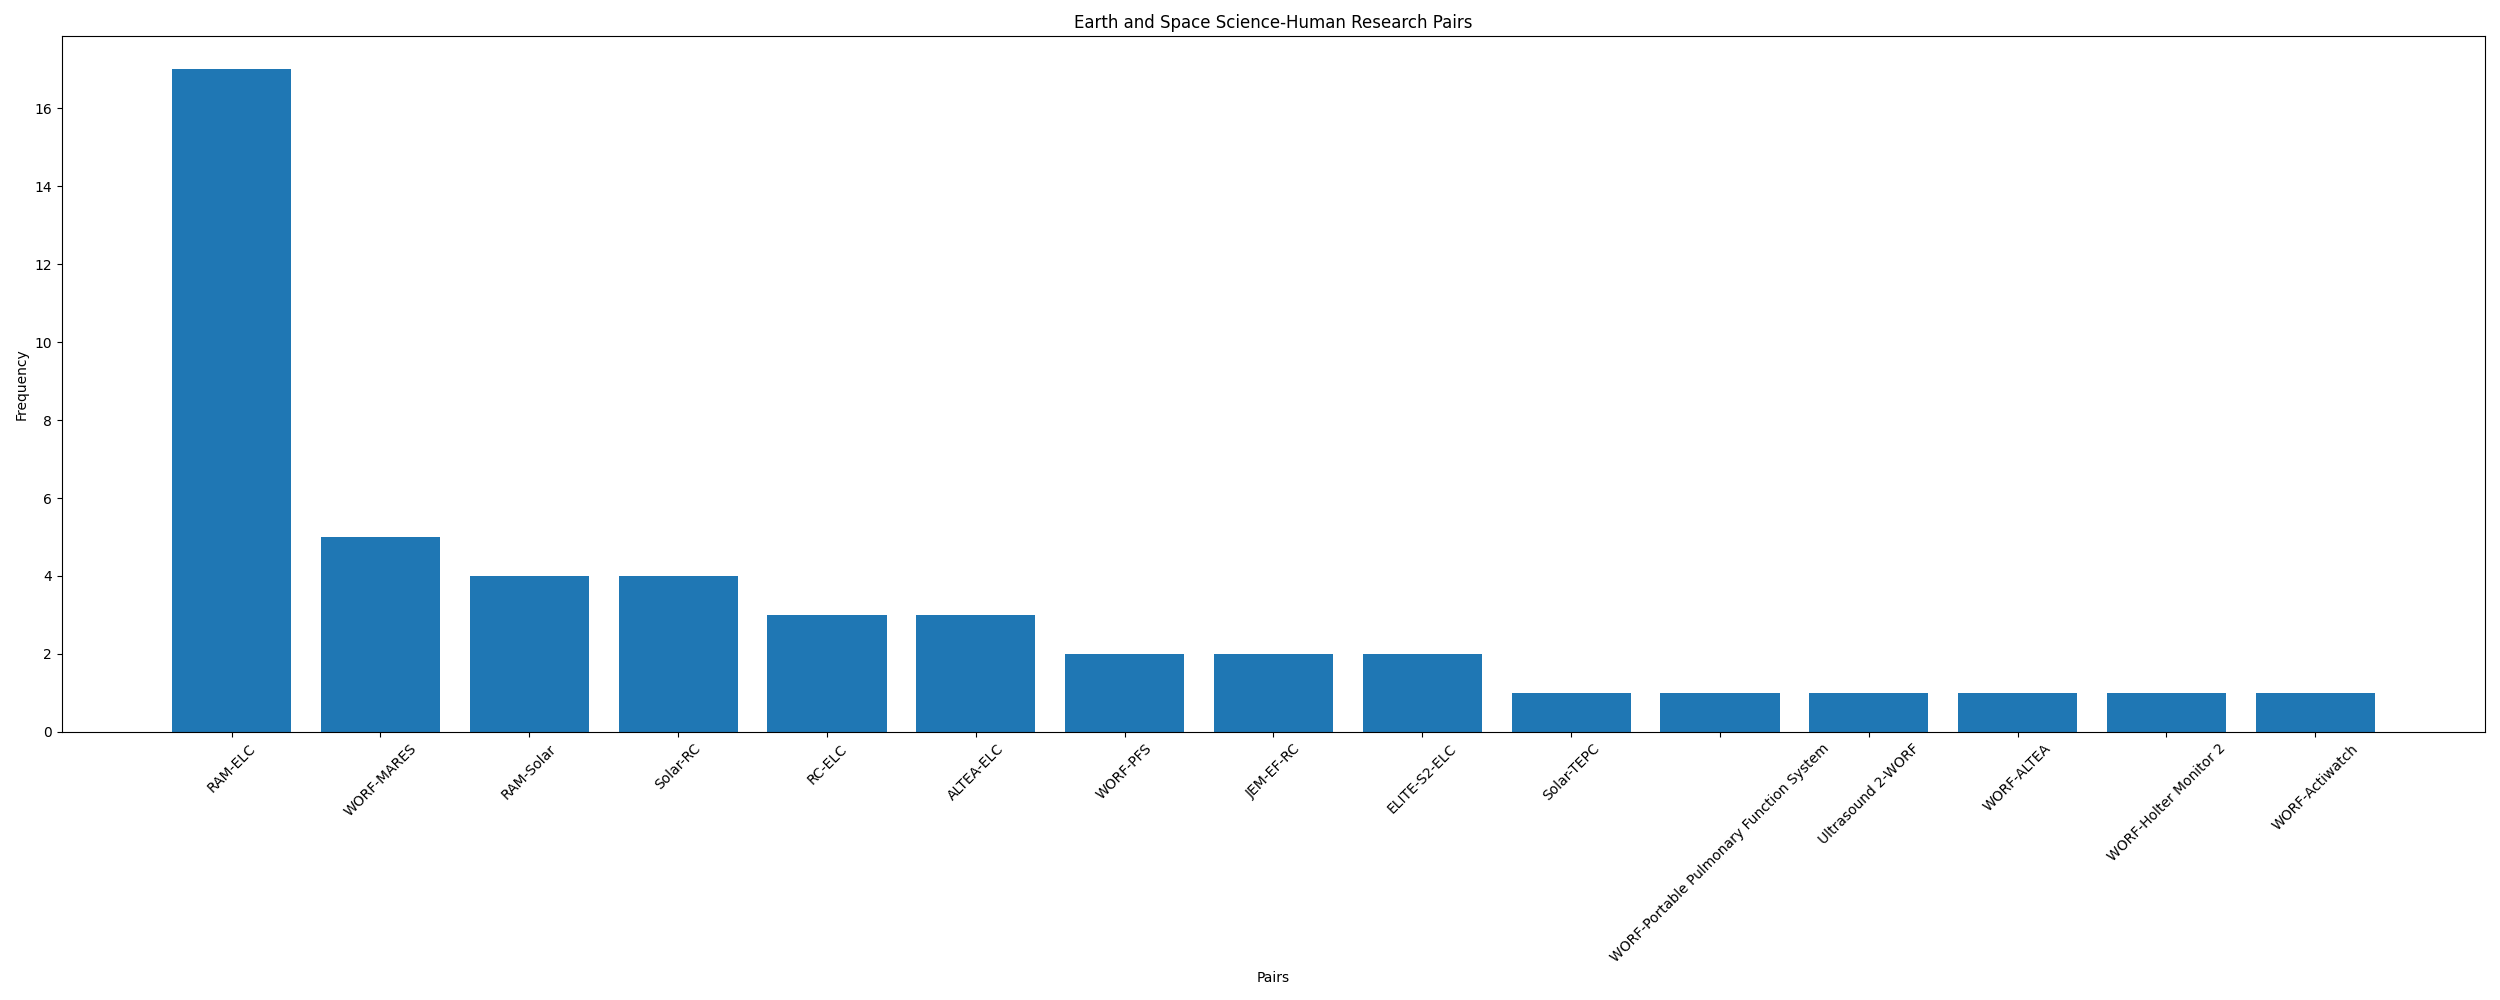 Earth and Space Science-Human Research Pairs
Frequency
16
14
12
10
8
6
4
2
0
RAM-ELC
WORF-MARES
RAM-Solar
Solar-RC
RC-ELC
ALTEA-ELC
WORF-PFS
JEM-EF-RC
ELITE-S2-ELC
Solar-TEPC
WORF-Portable Pulmonary Function System
Ultrasound 2-WORF
WORF-ALTEA
WORF-Holter Monitor 2
WORF-Actiwatch
Pairs